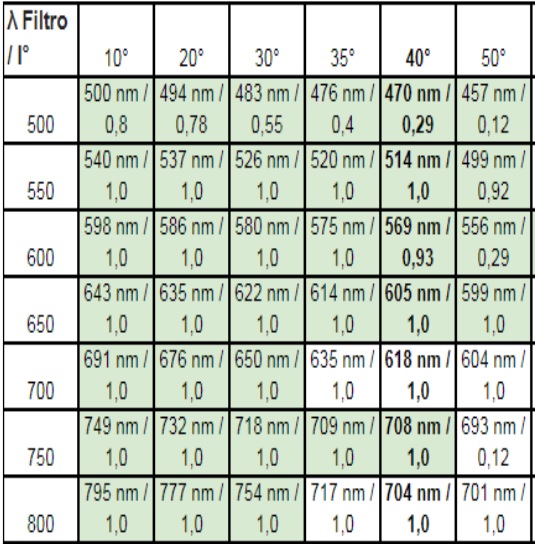 λ Filtro
/ I° 10° 20° 30° 35° 40° 50°
500 nm / 494 nm / 483 nm / 476 nm / 470 nm / 457 nm /
500 0,8 0,78 0,55 0,4 0,29 0,12
540 nm / 537 nm / 526 nm / 520 nm / 514 nm / 499 nm /
550 1,0 1,0 1,0 1,0 1,0 0,92
598 nm / 586 nm / 580 nm / 575 nm / 569 nm / 556 nm /
600 1,0 1,0 1,0 1,0 0,93 0,29
643 nm / 635 nm / 622 nm / 614 nm / 605 nm / 599 nm /
650 1,0 1,0 1,0 1,0 1,0 1,0
691 nm / 676 nm / 650 nm / 635 nm / 618 nm / 604 nm /
700 1,0 1,0 1,0 1,0 1,0 1,0
749 nm / 732 nm / 718 nm / 709 nm / 708 nm / 693 nm /
750 1,0 1,0 1,0 1,0 1,0 0,12
795 nm / 777 nm / 754 nm / 717 nm / 704 nm / 701 nm /
800 1,0 1,0 1,0 1,0 1,0 1,0